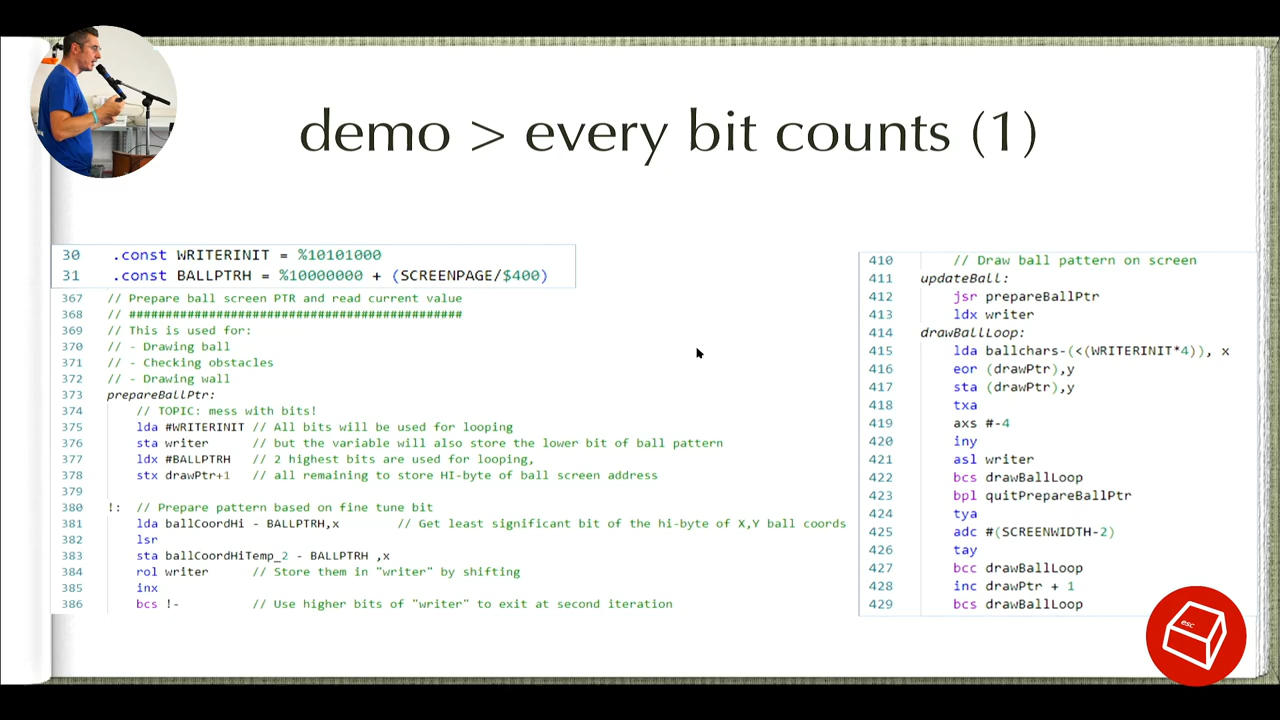 demo > every bit counts (1)
30 .const WRITERINIT = %10101000
31 .const BALLPTRH = %10000000 + (SCREENPAGE/$400)
367 // Prepare ball screen PTR and read current value
368 // ##############################################
369 // This is used for:
370 // - Drawing ball
371 // - Checking obstacles
372 // - Drawing wall
373 prepareBallPtr:
374 // TOPIC: mess with bits!
375 lda #WRITERINIT // All bits will be used for looping
376 sta writer // but the variable will also store the lower bit of ball pattern
377 ldx #BALLPTRH // 2 highest bits are used for looping,
378 stx drawPtr+1 // all remaining to store HI-byte of ball screen address
379
380 !: // Prepare pattern based on fine tune bit
381 lda ballCoordHi - BALLPTRH,x // Get least significant bit of the hi-byte of X,Y ball coords
382 lsr
383 sta ballCoordHiTemp_2 - BALLPTRH ,x
384 rol writer // Store them in "writer" by shifting
385 inx
386 bcs !- // Use higher bits of "writer" to exit at second iteration
410 // Draw ball pattern on screen
411 updateBall:
412 jsr prepareBallPtr
413 ldx writer
414 drawBallLoop:
415 lda ballchars-(<(WRITERINIT*4)), x
416 eor (drawPtr),y
417 sta (drawPtr),y
418 txa
419 axs #-4
420 iny
421 asl writer
422 bcs drawBallLoop
423 bpl quitPrepareBallPtr
424 tya
425 adc #(SCREENWIDTH-2)
426 tay
427 bcc drawBallLoop
428 inc drawPtr + 1
429 bcs drawBallLoop
esc